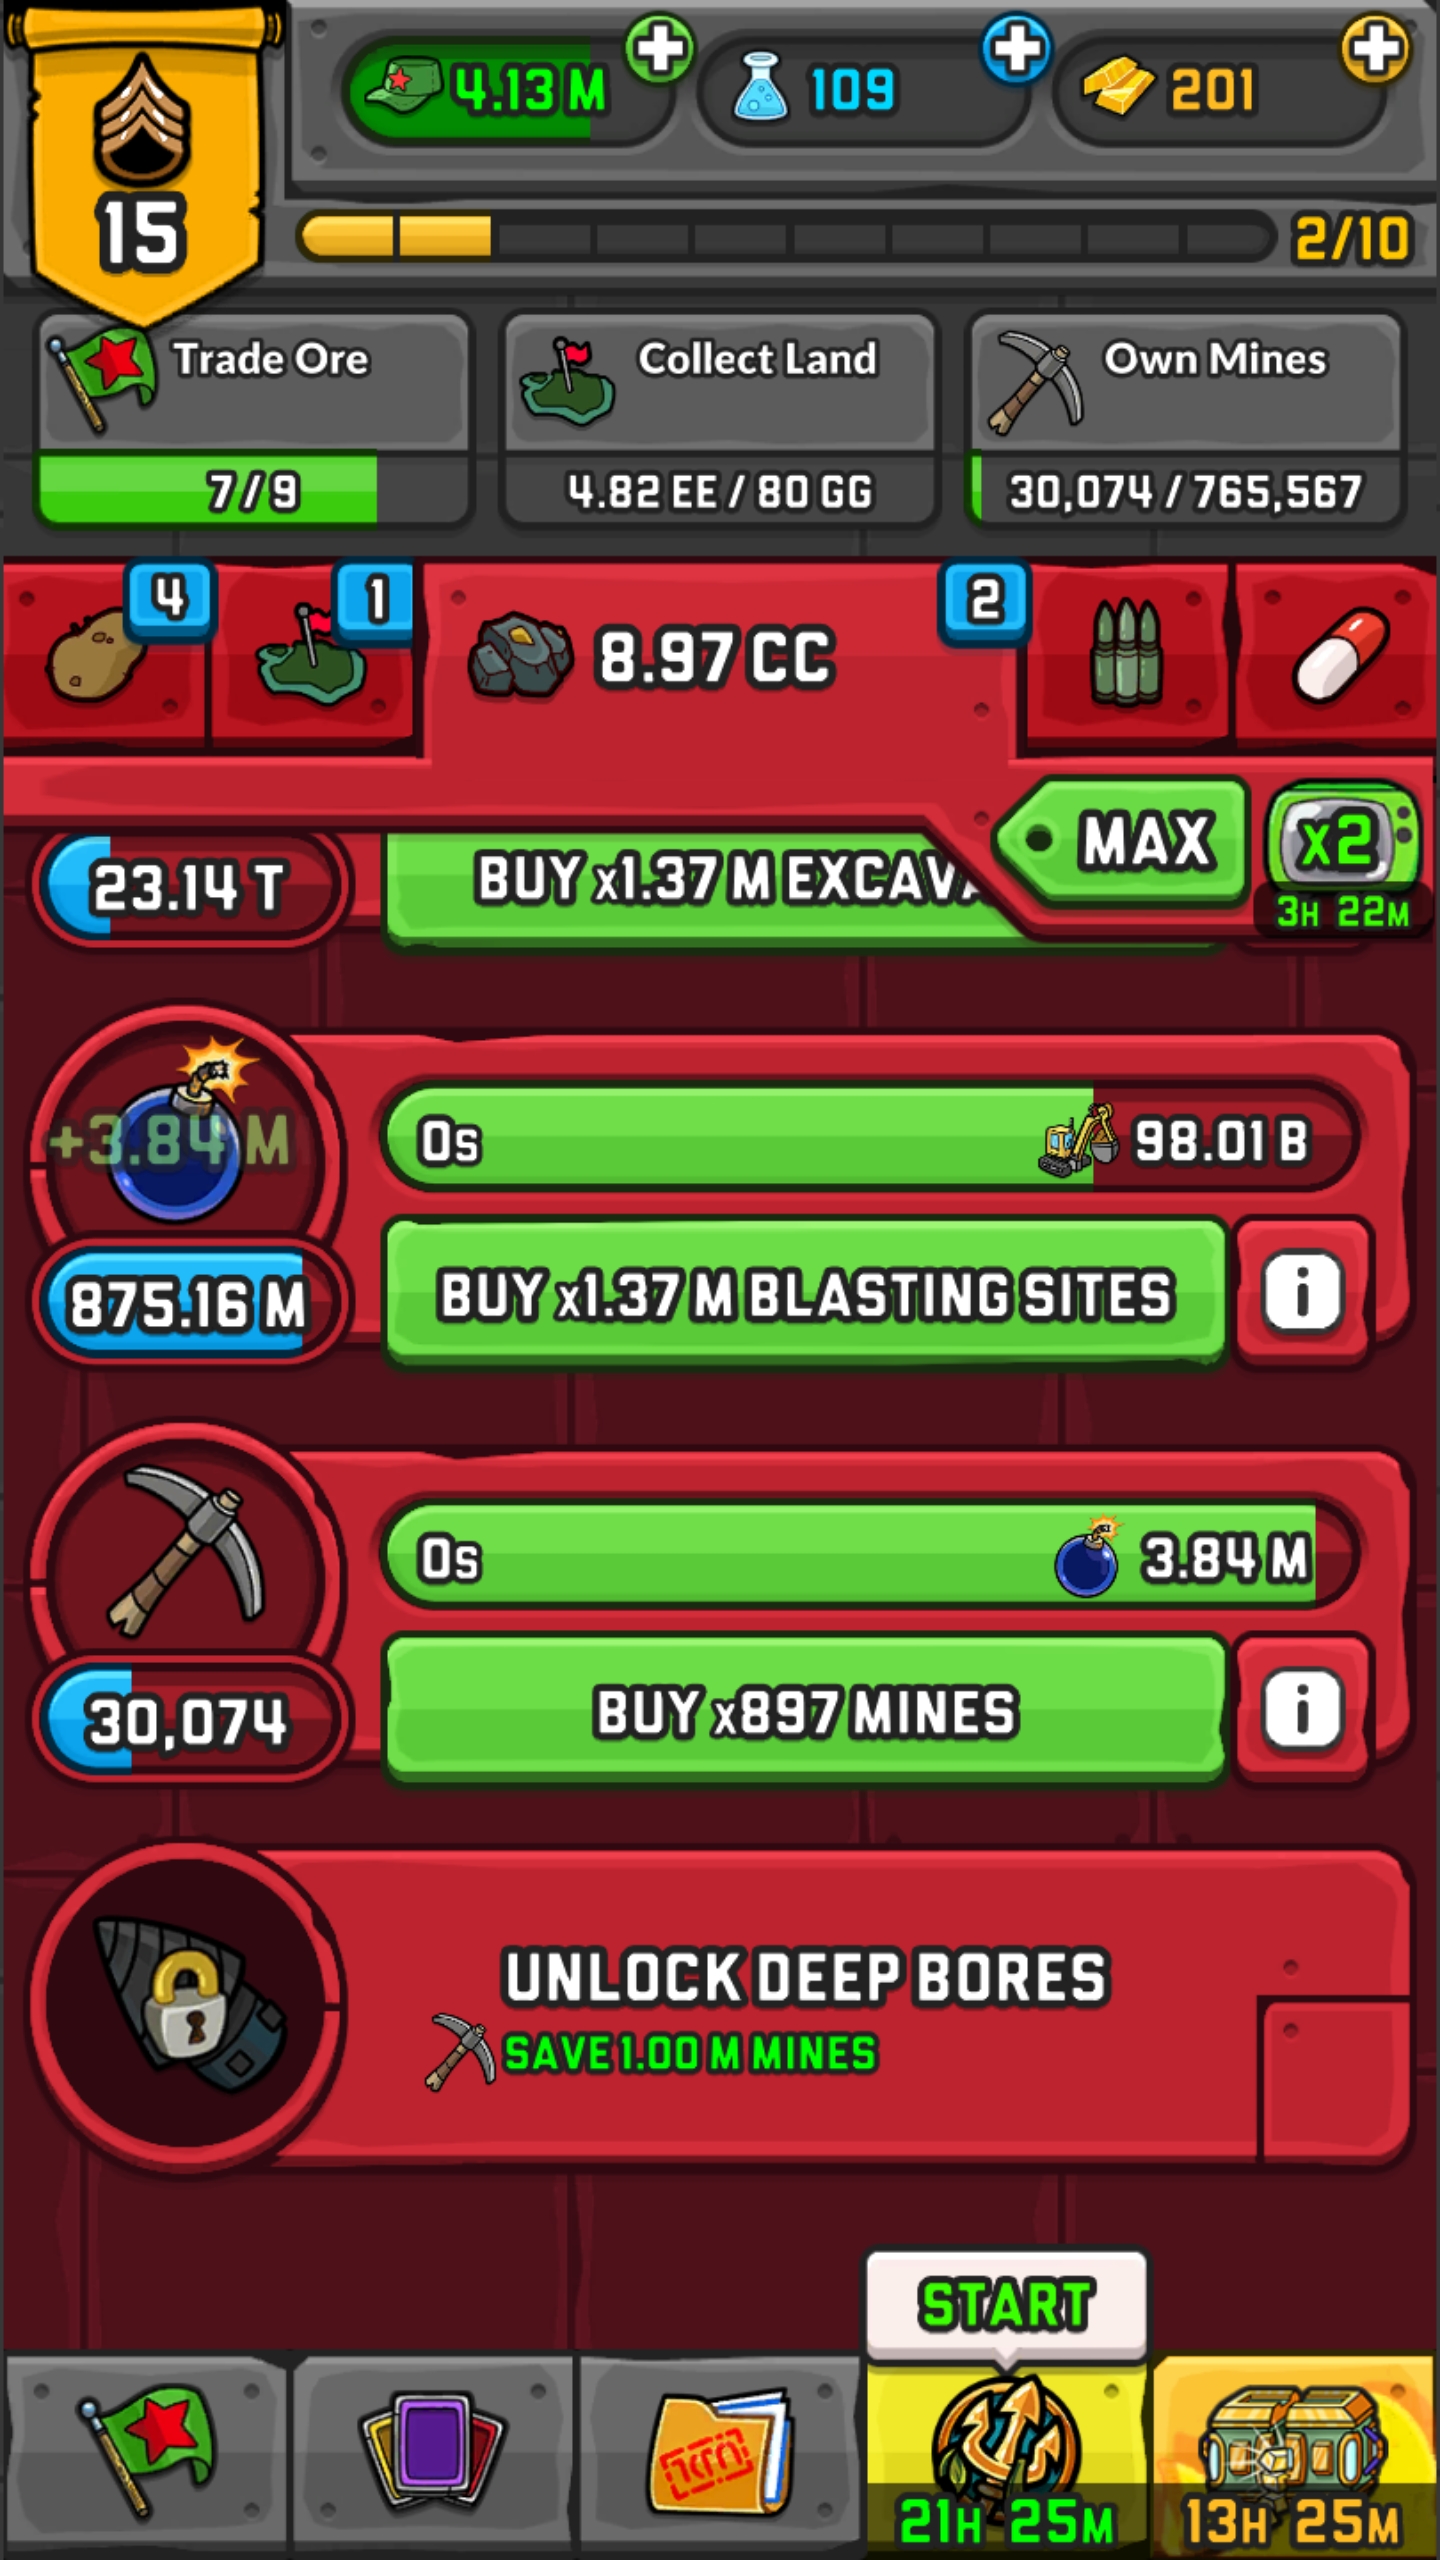 4.13 M
109
201
15
2/10
Trade Ore
Collect Land
Own Mines
7/9
4.82 EE / 80 GG
30,074 / 765,567
4
1
8.97 CC
2
MAX
x2
3H 22M
23.14 T
BUY x1.37 M EXCAVA
+3.84 M
0s
98.01 B
875.16 M
BUY x1.37 M BLASTING SITES
i
0s
3.84 M
30,074
BUY x897 MINES
i
UNLOCK DEEP BORES
SAVE 1.00 M MINES
START
21H 25M
13H 25M